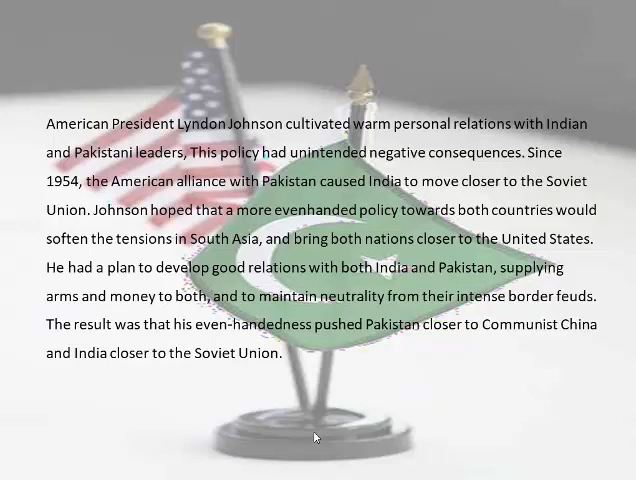 American President Lyndon Johnson cultivated warm personal relations with Indian
and Pakistani leaders, This policy had unintended negative consequences. Since
1954, the American alliance with Pakistan caused India to move closer to the Soviet
Union. Johnson hoped that a more evenhanded policy towards both countries would
soften the tensions in South Asia, and bring both nations closer to the United States.
He had a plan to develop good relations with both India and Pakistan, supplying
arms and money to both, and to maintain neutrality from their intense border feuds.
The result was that his even-handedness pushed Pakistan closer to Communist China
and India closer to the Soviet Union.